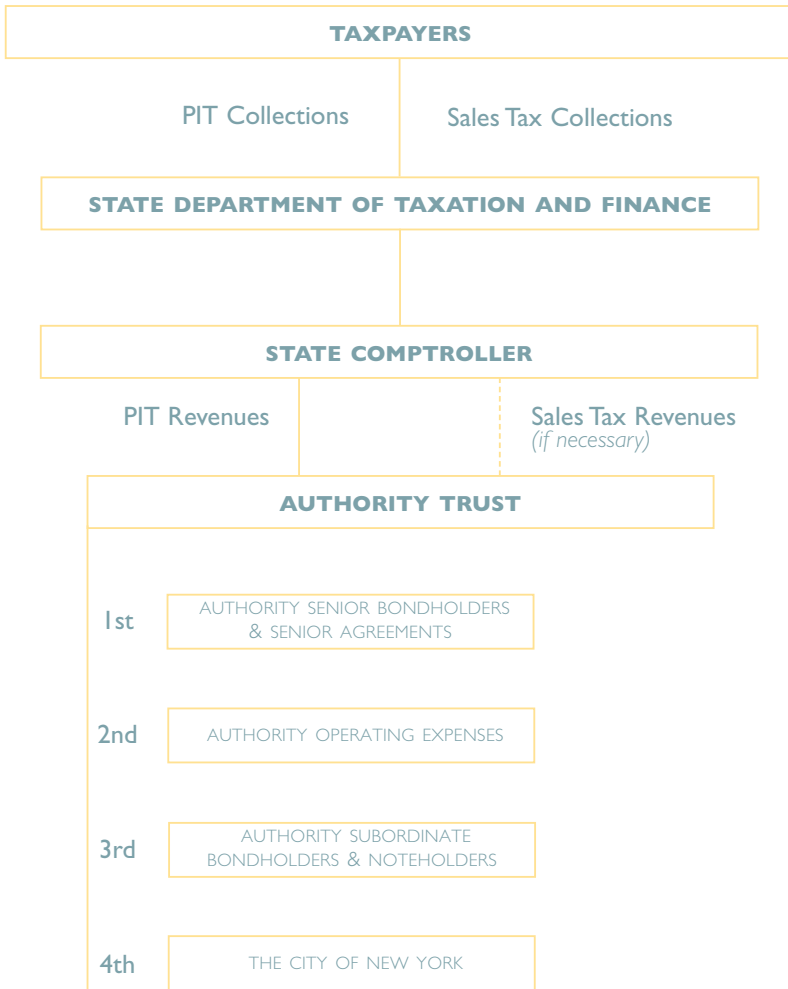 TAXPAYERS
PIT Collections
Sales Tax Collections
STATE DEPARTMENT OF TAXATION AND FINANCE
STATE COMPTROLLER
PIT Revenues
Sales Tax Revenues
(if necessary)
AUTHORITY TRUST
1st
AUTHORITY SENIOR BONDHOLDERS
& SENIOR AGREEMENTS
2nd
AUTHORITY OPERATING EXPENSES
3rd
AUTHORITY SUBORDINATE
BONDHOLDERS & NOTEHOLDERS
4th
THE CITY OF NEW YORK